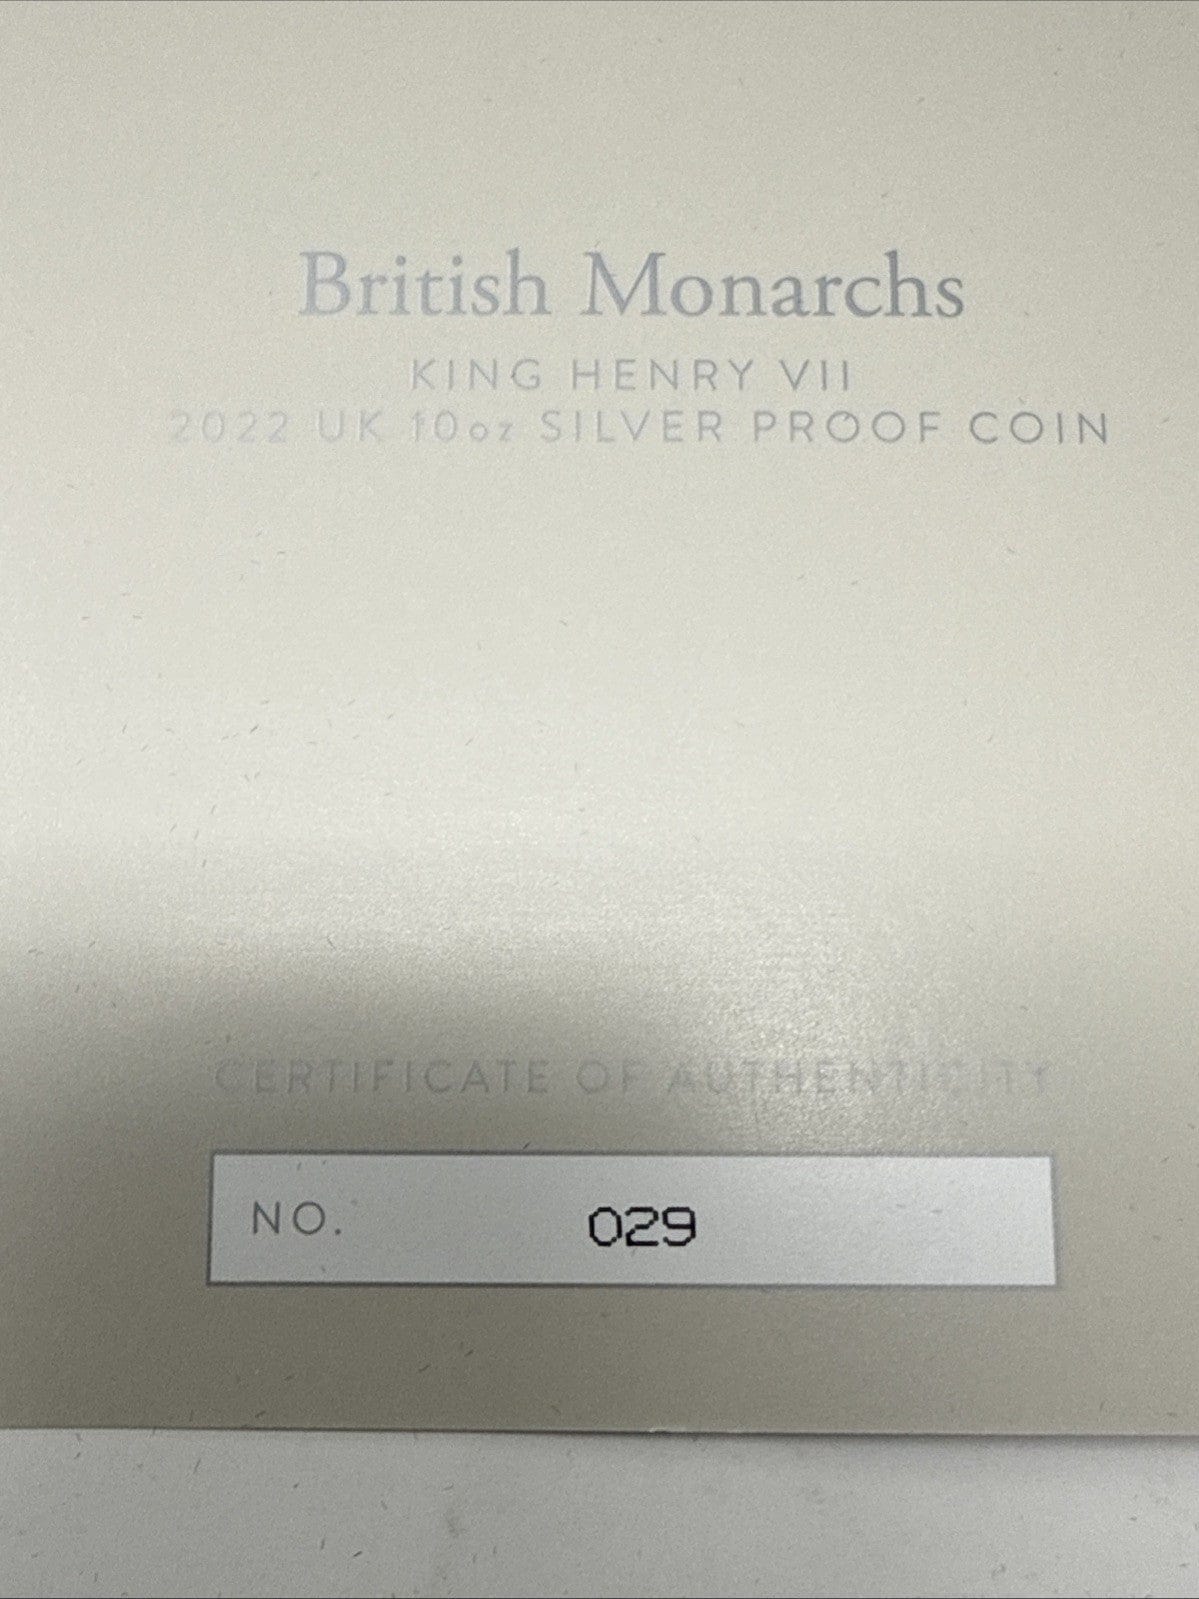 British Monarchs
KING HENRY VII
2022 UK 10oz SILVER PROOF COIN
CERTIFICATE OF AUTHENTICITY
NO. 029